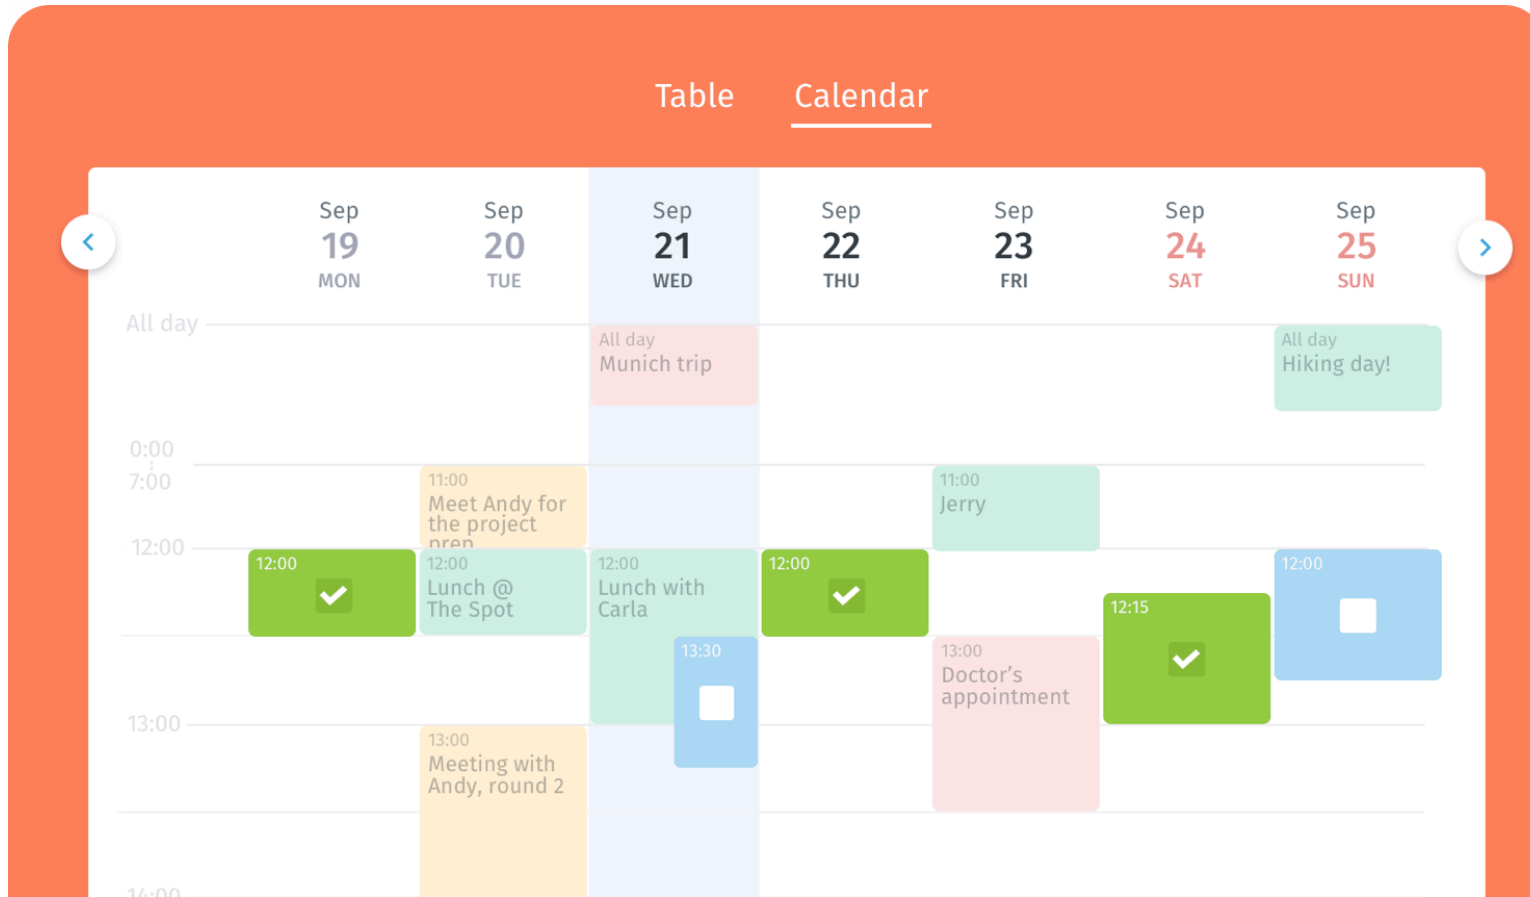 Table
Calendar
Sep
19
MON
Sep
20
TUE
Sep
21
WED
Sep
22
THU
Sep
23
FRI
Sep
24
SAT
Sep
25
SUN
All day
All day
Munich trip
All day
Hiking day!
0:00
7:00
11:00
Meet Andy for
the project
prep
11:00
Jerry
12:00
12:00
12:00
Lunch @
The Spot
12:00
Lunch with
Carla
12:00
12:15
12:00
13:30
13:00
Doctor's
appointment
13:00
13:00
Meeting with
Andy, round 2
14:00